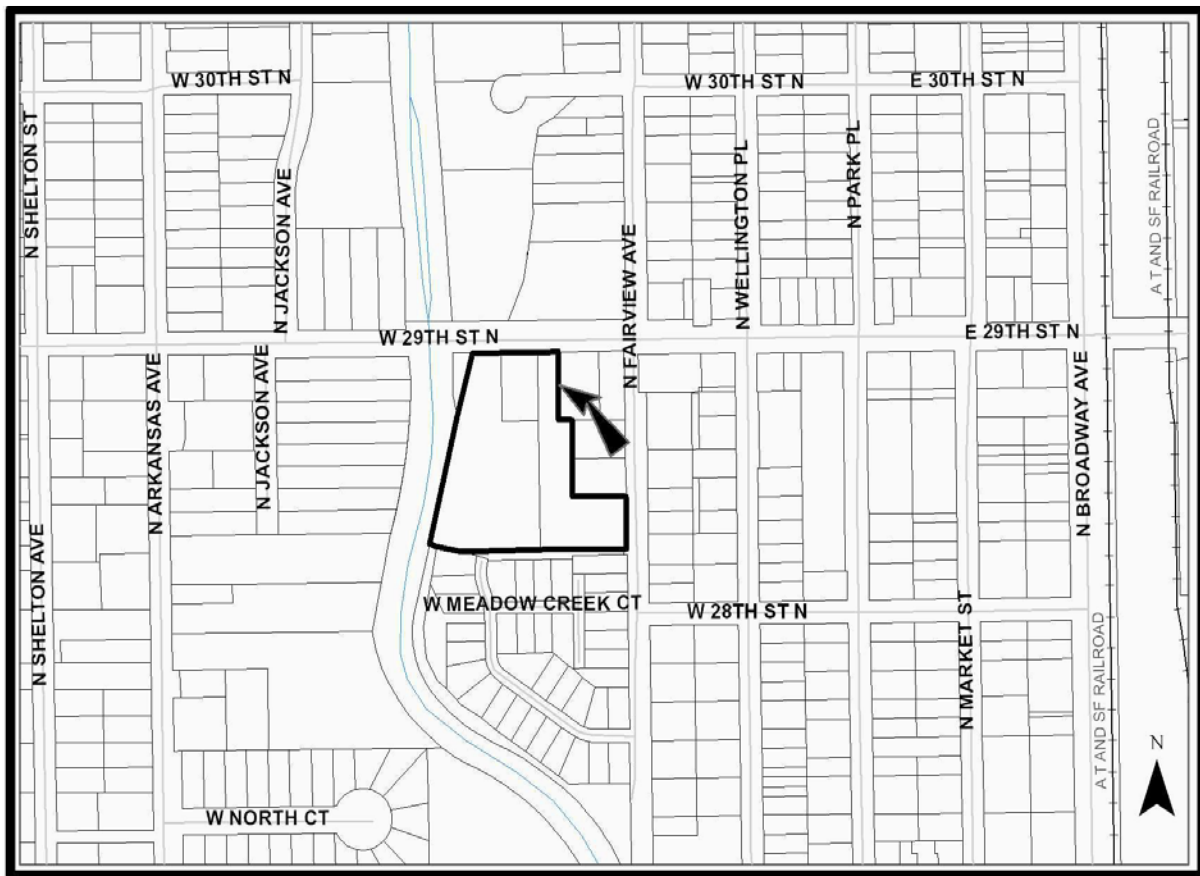 W 30TH ST N
W 30TH ST N
E 30TH ST N
N SHELTON ST
N JACKSON AVE
N FAIRVIEW AVE
N WELLINGTON PL
N PARK PL
A T AND SF RAILROAD
W 29TH ST N
E 29TH ST N
N ARKANSAS AVE
N JACKSON AVE
N BROADWAY AVE
N SHELTON AVE
W MEADOW CREEK CT
W 28TH ST N
N MARKET ST
A T AND SF RAILROAD
N
W NORTH CT